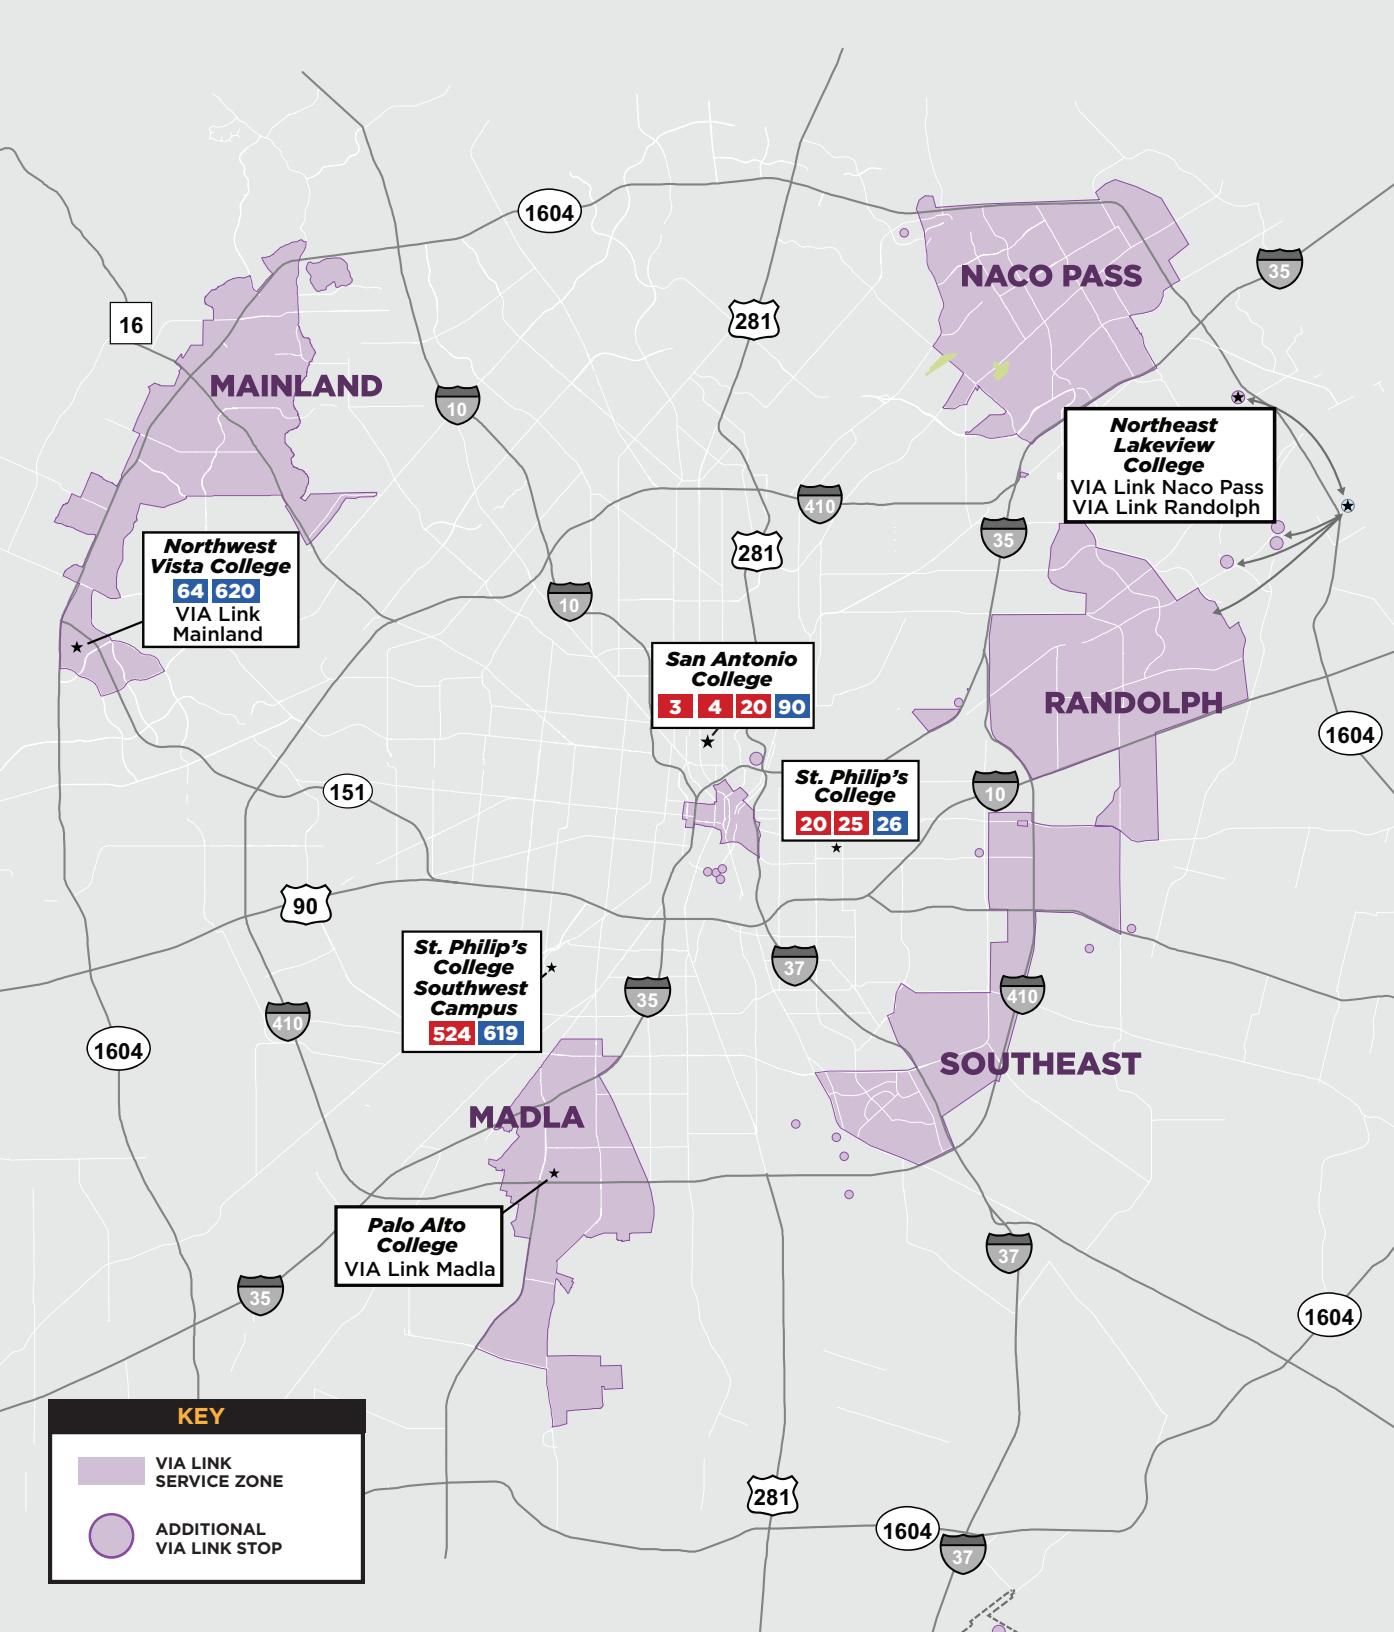 1604
NACO PASS
35
281
16
MAINLAND
10
Northeast
Lakeview
College
VIA Link Naco Pass
VIA Link Randolph
410
35
281
Northwest
Vista College
64 620
VIA Link
Mainland
10
San Antonio
College
3 4 20 90
RANDOLPH
1604
St. Philip's
College
20 25 26
10
151
90
St. Philip's
College
Southwest
Campus
524 619
37
35
410
410
1604
SOUTHEAST
MADLA
Palo Alto
College
VIA Link Madla
37
35
1604
KEY
VIA LINK
SERVICE ZONE
ADDITIONAL
VIA LINK STOP
281
1604
37